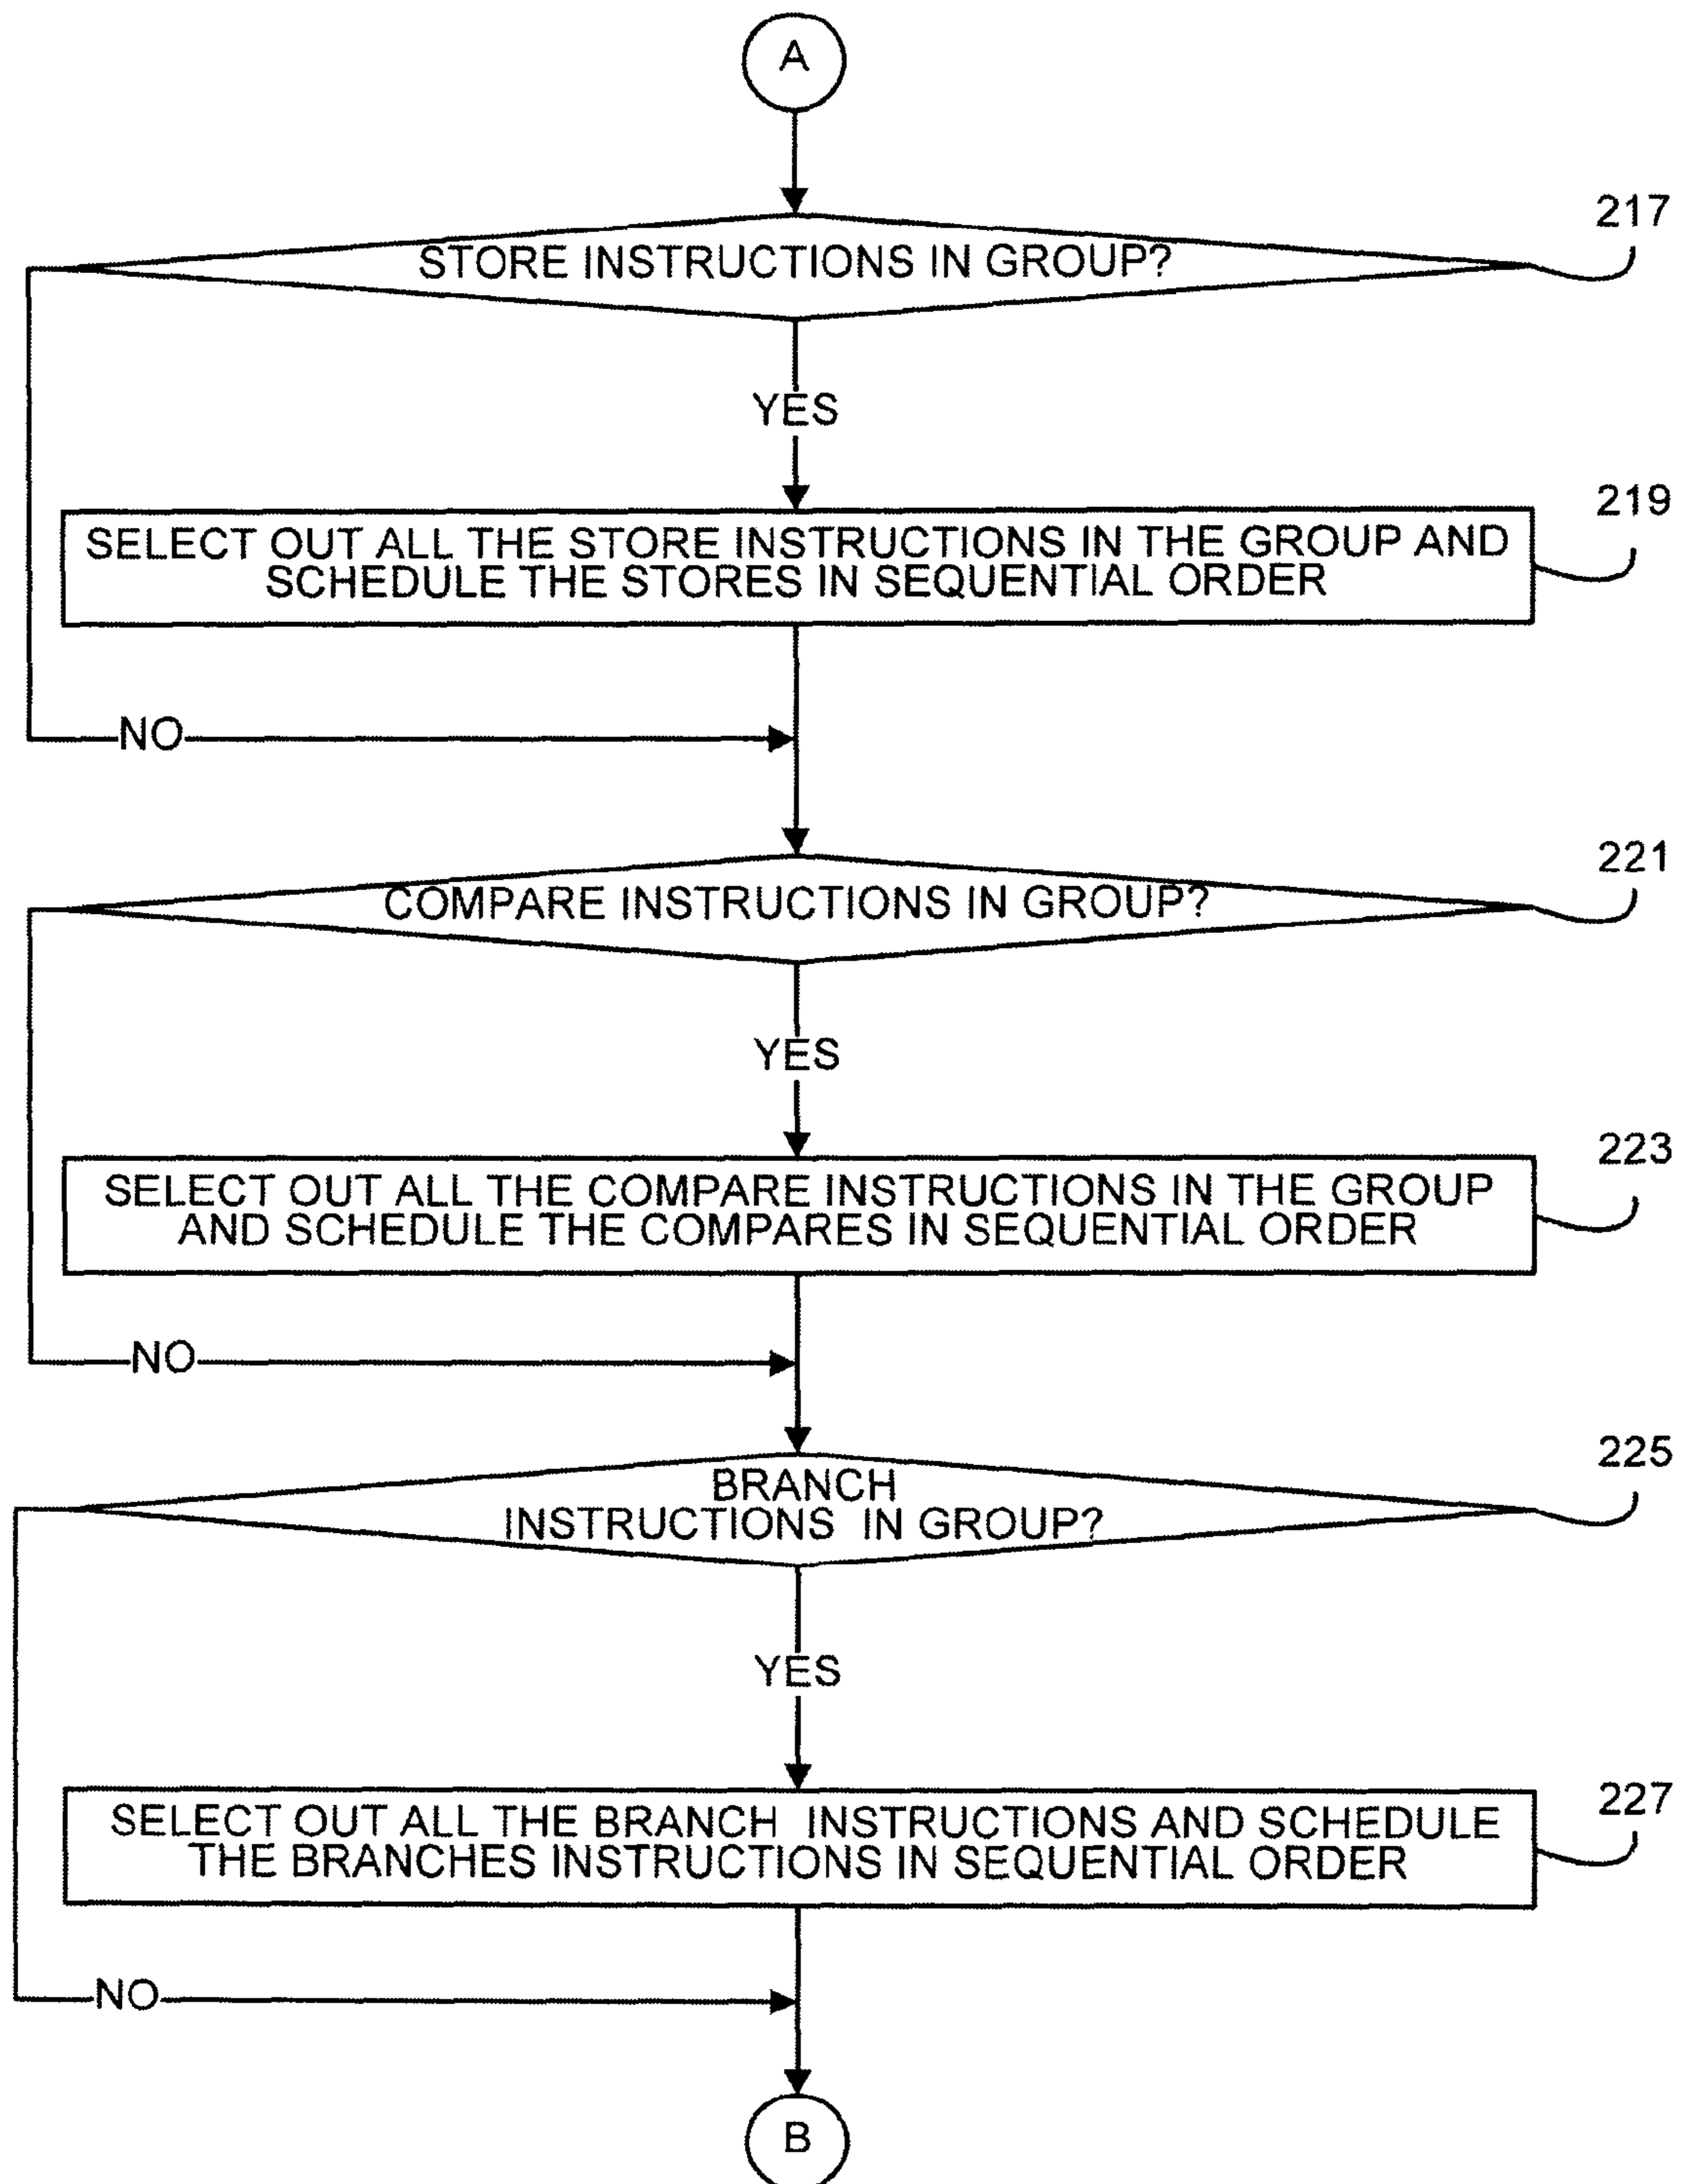 A
217
STORE INSTRUCTIONS IN GROUP?
YES
219
SELECT OUT ALL THE STORE INSTRUCTIONS IN THE GROUP AND
SCHEDULE THE STORES IN SEQUENTIAL ORDER
NO
221
COMPARE INSTRUCTIONS IN GROUP?
YES
223
SELECT OUT ALL THE COMPARE INSTRUCTIONS IN THE GROUP
AND SCHEDULE THE COMPARES IN SEQUENTIAL ORDER
NO
225
BRANCH
INSTRUCTIONS IN GROUP?
YES
227
SELECT OUT ALL THE BRANCH INSTRUCTIONS AND SCHEDULE
THE BRANCHES INSTRUCTIONS IN SEQUENTIAL ORDER
NO
B